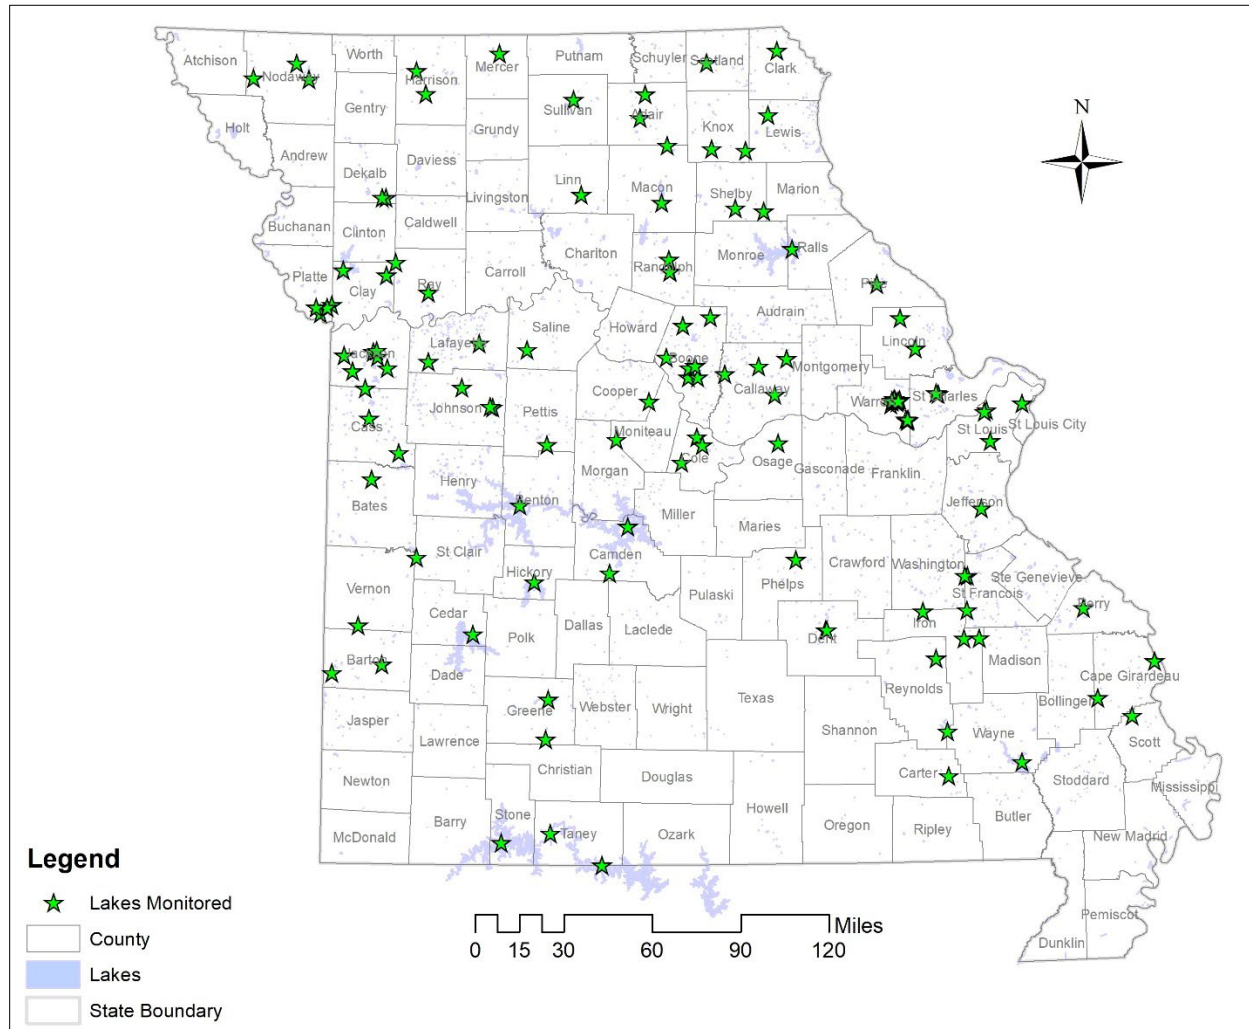 Atchison
Nodaway
Worth
Harrison
Mercer
Putnam
Schuyler
Scotland
Clark
Holt
Gentry
Sullivan
Adair
Knox
Lewis
Andrew
Daviess
Grundy
Dekalb
Livingston
Linn
Macon
Shelby
Marion
Buchanan
Clinton
Caldwell
Chariton
Randolph
Monroe
Ralls
Platte
Clay
Ray
Carroll
Pike
Saline
Howard
Audrain
Jackson
Lafayette
Boone
Lincoln
Cooper
Callaway
Montgomery
Warren
St Charles
Johnson
Pettis
St Louis
St Louis City
Cass
Moniteau
Cole
Osage
Gasconade
Franklin
Morgan
Henry
Benton
Bates
Miller
Maries
Jefferson
St Clair
Camden
Hickory
Phelps
Crawford
Washington
Ste Genevieve
Vernon
Pulaski
St Francois
Perry
Cedar
Polk
Dallas
Laclede
Dent
Iron
Barton
Dade
Madison
Cape Girardeau
Greene
Webster
Wright
Texas
Reynolds
Bollinger
Jasper
Lawrence
Shannon
Wayne
Scott
Newton
Christian
Douglas
Carter
Stoddard
Mississippi
McDonald
Barry
Stone
Taney
Ozark
Howell
Oregon
Ripley
Butler
New Madrid
Pemiscot
Dunklin
N
Legend
Lakes Monitored
County
Lakes
State Boundary
Miles
0 15 30 60 90 120